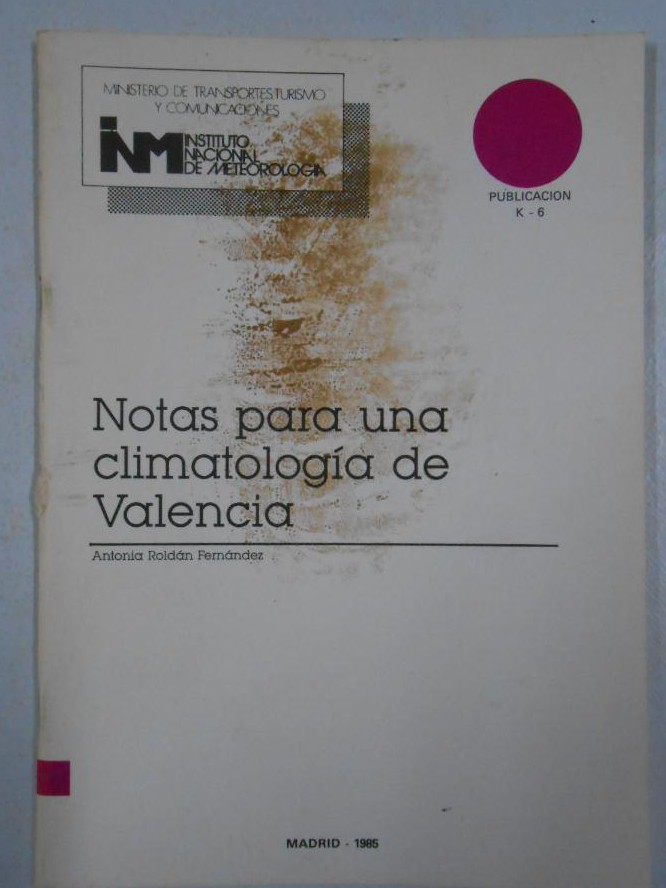 MINISTERIO DE TRANSPORTES, TURISMO
Y COMUNICACIONES
INM INSTITUTO
NACIONAL
DE METEOROLOGIA
PUBLICACION
K - 6
Notas para una
climatología de
Valencia
Antonia Roldán Fernández
MADRID - 1985